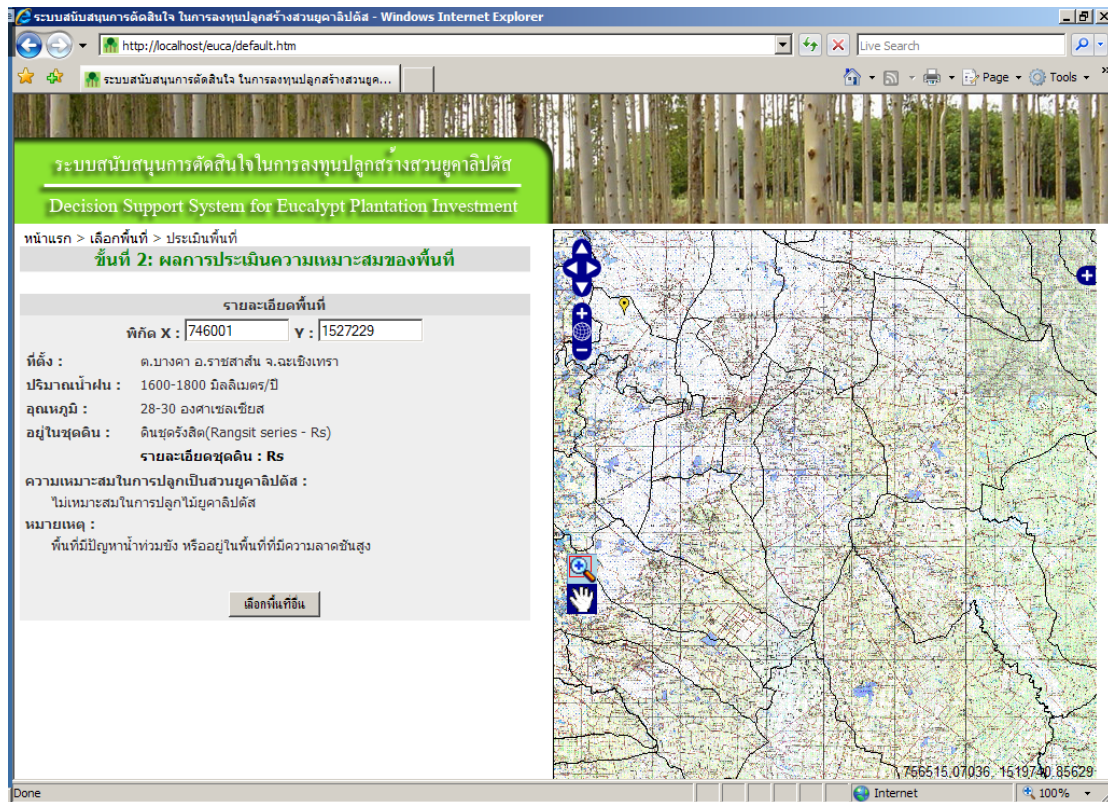 ระบบสนับสนุนการตัดสินใจ ในการลงทุนปลูกสร้างสวนยูคาลิปตัส - Windows Internet Explorer
http://localhost/euca/default.htm
Live Search
ระบบสนับสนุนการตัดสินใจ ในการลงทุนปลูกสร้างสวนยูค...
Page
Tools
ระบบสนับสนุนการตัดสินใจในการลงทุนปลูกสร้างสวนยูคาลิปตัส
Decision Support System for Eucalypt Plantation Investment
หน้าแรก > เลือกพื้นที่ > ประเมินพื้นที่
ขั้นที่ 2: ผลการประเมินความเหมาะสมของพื้นที่
รายละเอียดพื้นที่
พิกัด X : 746001 Y : 1527229
ที่ตั้ง : ต.บางคา อ.ราชสาส์น จ.ฉะเชิงเทรา
ปริมาณน้ำฝน : 1600-1800 มิลลิเมตร/ปี
อุณหภูมิ : 28-30 องศาเซลเซียส
อยู่ในชุดดิน : ดินชุดรังสิต(Rangsit series - Rs)
รายละเอียดชุดดิน : Rs
ความเหมาะสมในการปลูกเป็นสวนยูคาลิปตัส :
ไม่เหมาะสมในการปลูกไม้ยูคาลิปตัส
หมายเหตุ :
พื้นที่มีปัญหาน้ำท่วมขัง หรืออยู่ในพื้นที่ที่มีความลาดชันสูง
เลือกพื้นที่อื่น
756515.07036, 1519740.85629
Done
Internet
100%